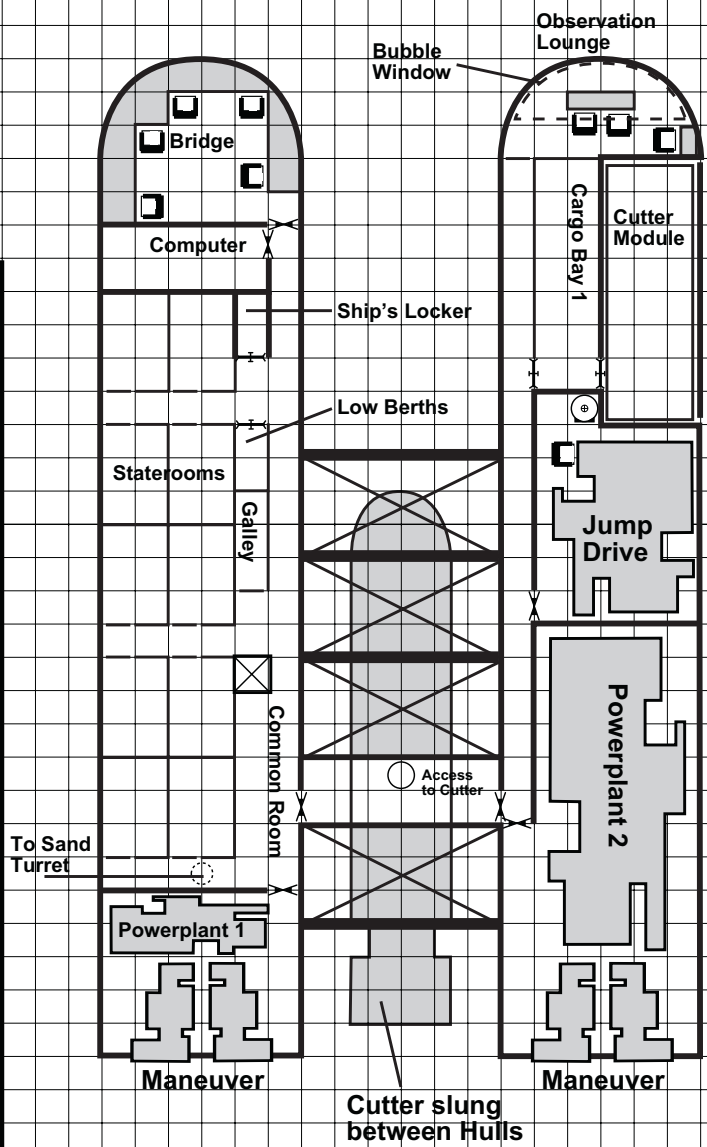 Observation
Lounge
Bubble
Window
Bridge
Computer
Cargo Bay 1
Cutter
Module
Ship's Locker
Low Berths
Staterooms
Galley
Jump
Drive
Powerplant 2
Common Room
Access
to Cutter
To Sand
Turret
Powerplant 1
Maneuver
Maneuver
Cutter slung
between Hulls